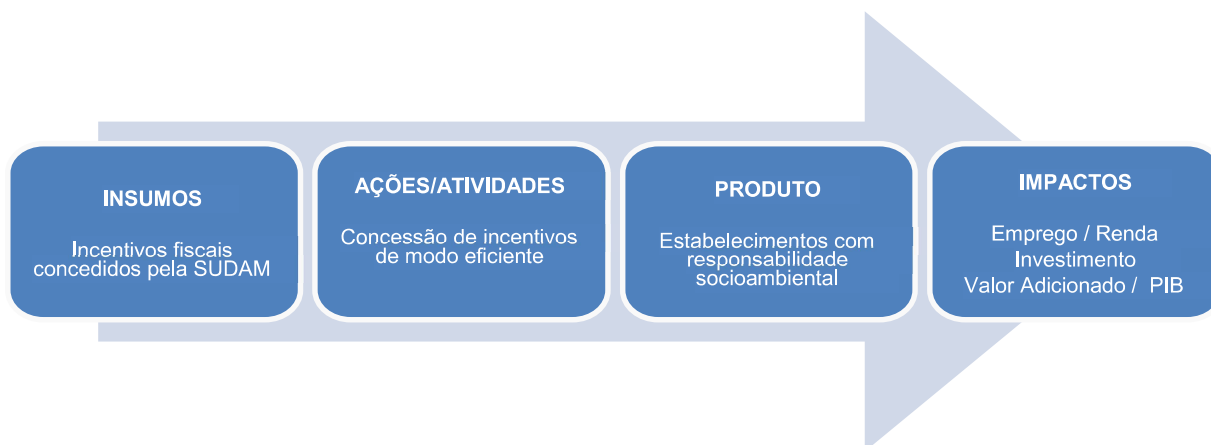 INSUMOS
Incentivos fiscais
concedidos pela SUDAM
AÇÕES/ATIVIDADES
Concessão de incentivos
de modo eficiente
PRODUTO
Estabelecimentos com
responsabilidade
socioambiental
IMPACTOS
Emprego / Renda
Investimento
Valor Adicionado / PIB